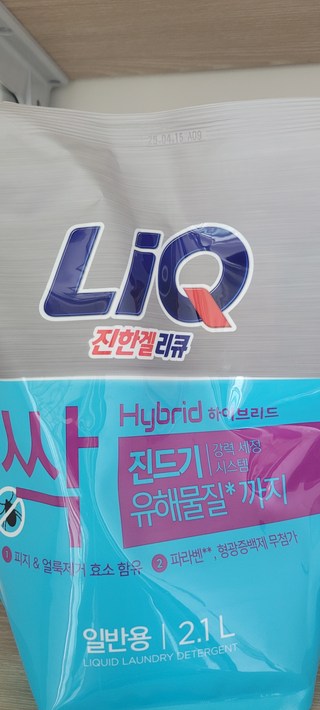 LiQ
진한겔 리큐
Hybrid 하이브리드
싹
진드기 강력 세정
시스템
유해물질* 까지
1 피지 & 얼룩제거 효소 함유 2 파라벤**, 형광증백제 무첨가
일반용 | 2.1 L
LIQUID LAUNDRY DETERGENT